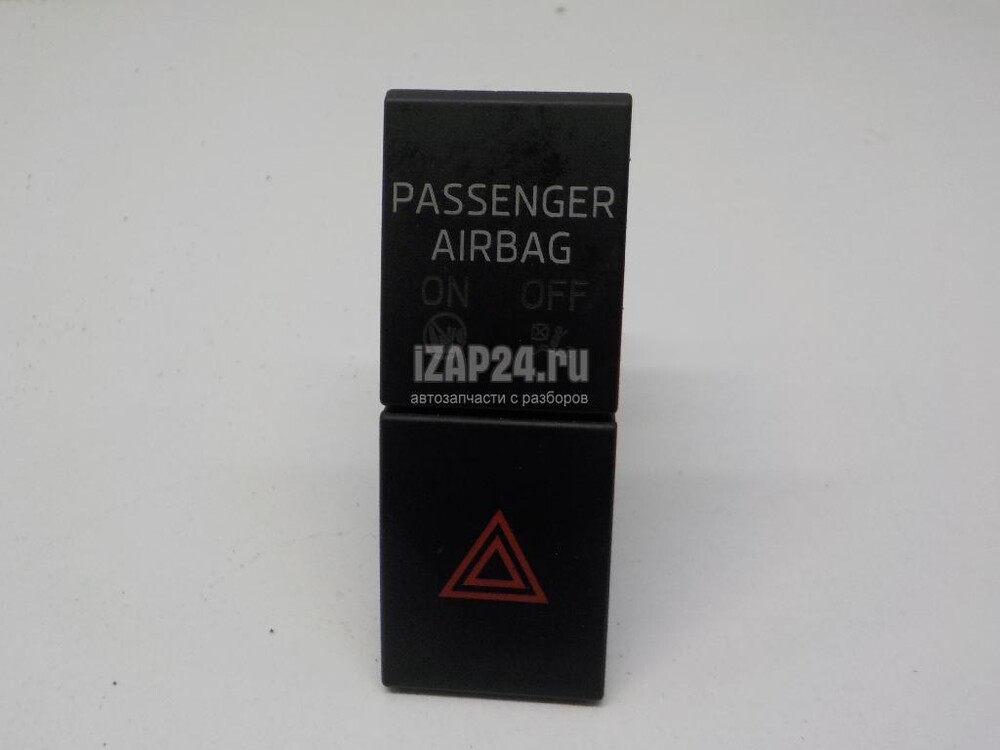 PASSENGER
AIRBAG
ON OFF
iZAP24.ru
автозапчасти с разборов